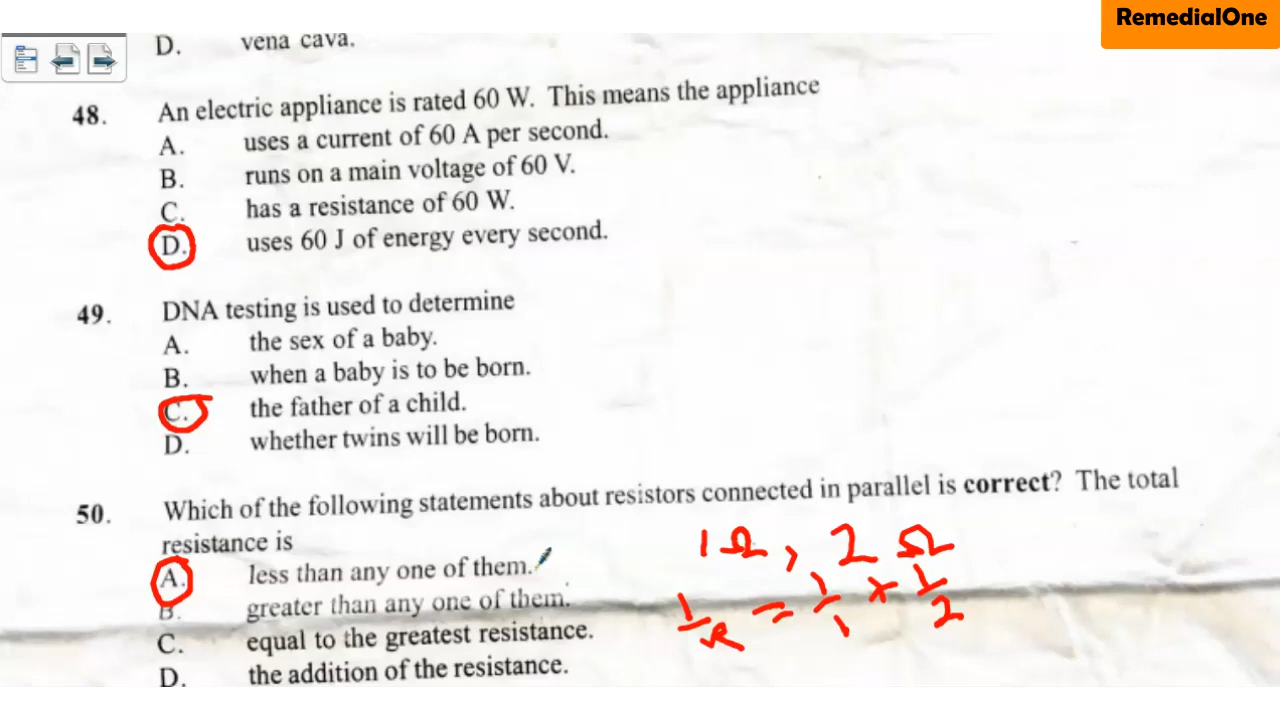 RemedialOne
D. vena cava.
48. An electric appliance is rated 60 W. This means the appliance
A. uses a current of 60 A per second.
B. runs on a main voltage of 60 V.
C. has a resistance of 60 W.
D. uses 60 J of energy every second.
49. DNA testing is used to determine
A. the sex of a baby.
B. when a baby is to be born.
C. the father of a child.
D. whether twins will be born.
50. Which of the following statements about resistors connected in parallel is correct? The total
resistance is
1Ω, 2Ω
A. less than any one of them.
1/R = 1/1 + 1/2
B. greater than any one of them.
C. equal to the greatest resistance.
D. the addition of the resistance.